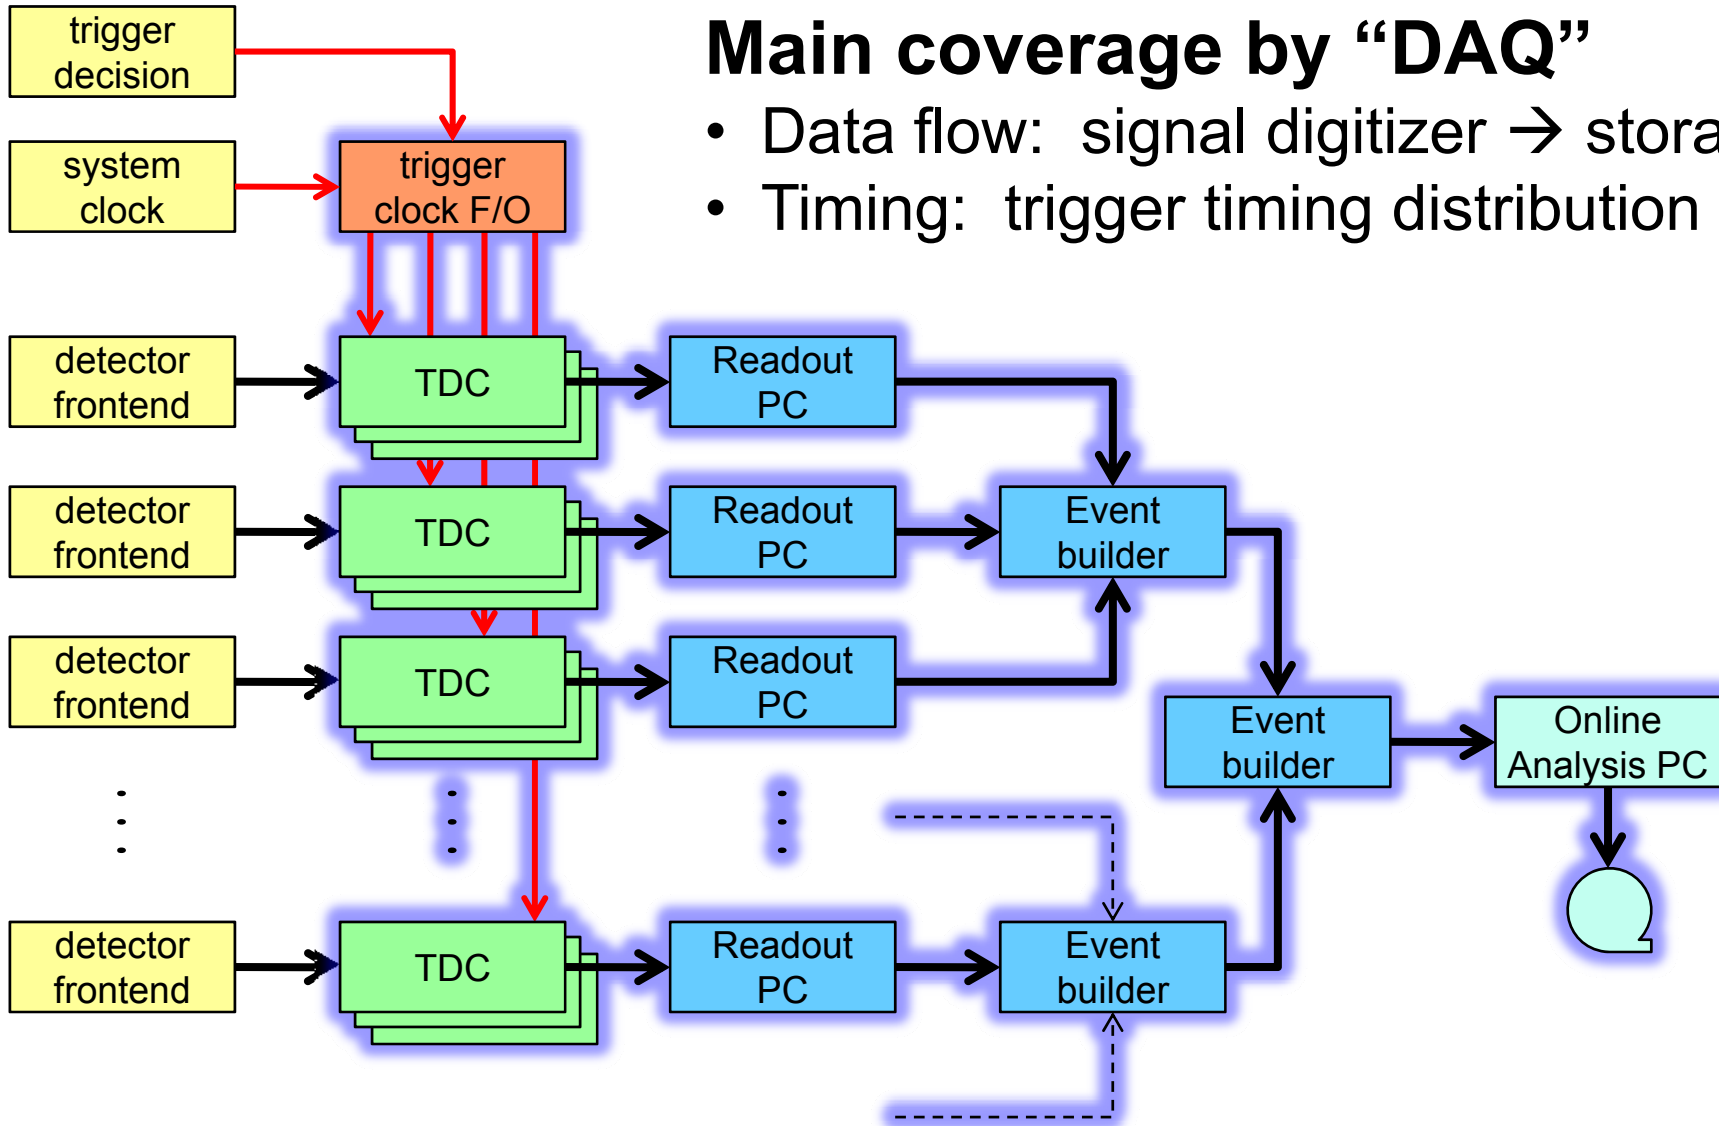 Main coverage by “DAQ”
• Data flow: signal digitizer → stora
• Timing: trigger timing distribution
trigger
decision
system
clock
trigger
clock F/O
detector
frontend
TDC
Readout
PC
detector
frontend
TDC
Readout
PC
Event
builder
detector
frontend
TDC
Readout
PC
Event
builder
Online
Analysis PC
detector
frontend
TDC
Readout
PC
Event
builder